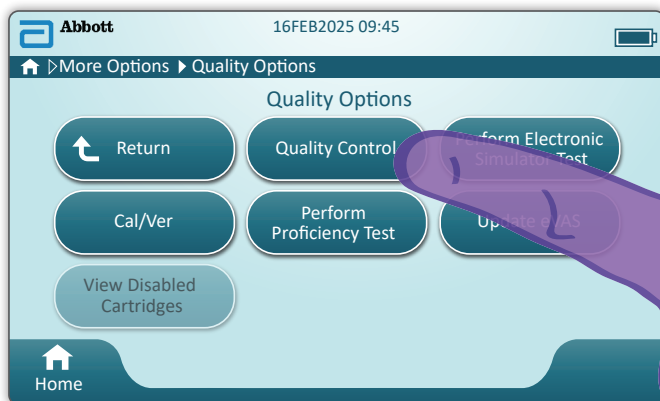 Abbott
16FEB2025 09:45
More Options Quality Options
Quality Options
Return
Quality Control
Perform Electronic
Simulator Test
Cal/Ver
Perform
Proficiency Test
Update eVAS
View Disabled
Cartridges
Home